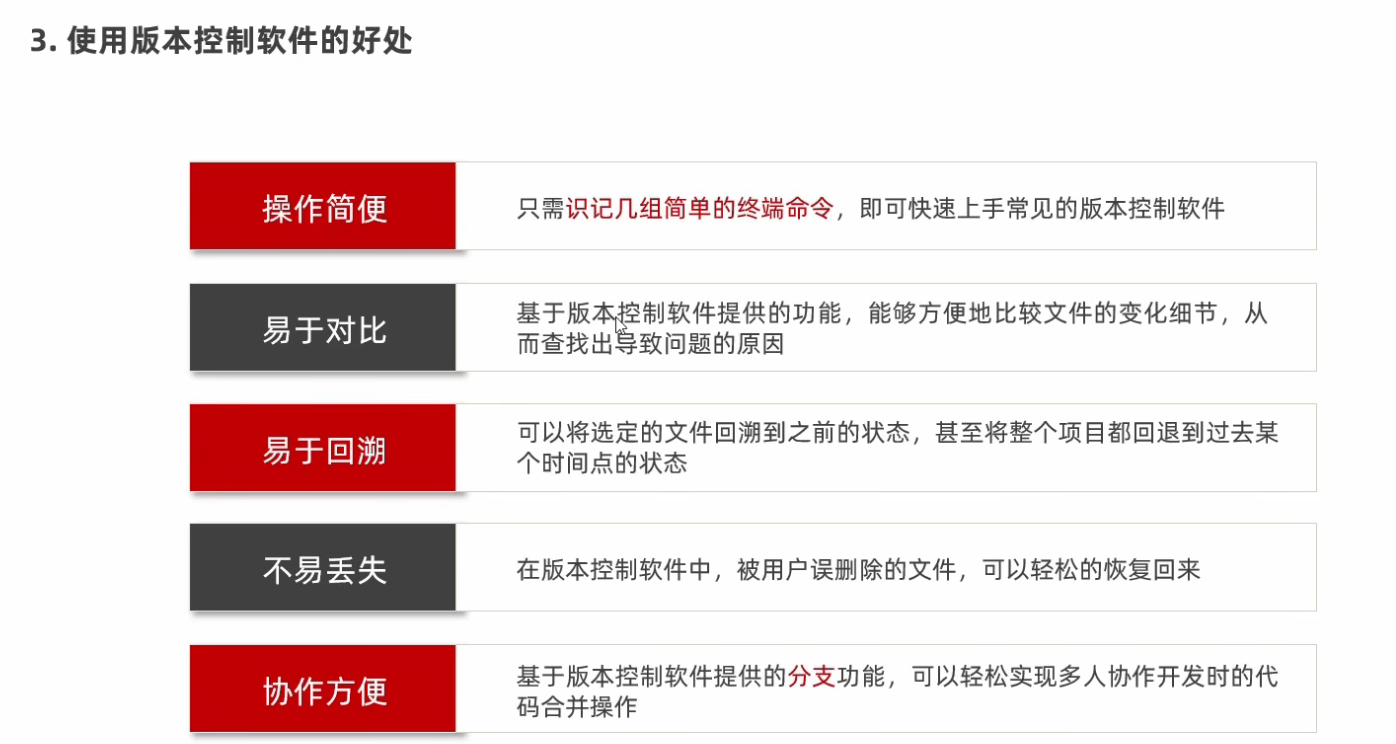 3. 使用版本控制软件的好处
操作简便
只需识记几组简单的终端命令，即可快速上手常见的版本控制软件
易于对比
基于版本控制软件提供的功能，能够方便地比较文件的变化细节，从
而查找出导致问题的原因
易于回溯
可以将选定的文件回溯到之前的状态，甚至将整个项目都回退到过去某
个时间点的状态
不易丢失
在版本控制软件中，被用户误删除的文件，可以轻松的恢复回来
协作方便
基于版本控制软件提供的分支功能，可以轻松实现多人协作开发时的代
码合并操作